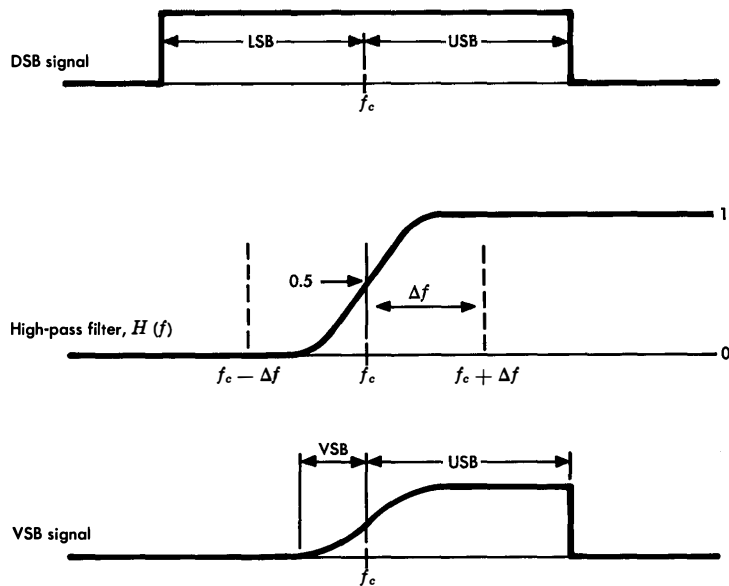 LSB
USB
DSB signal
f_c
1
0.5
Δf
High-pass filter, H (f)
0
f_c − Δf
f_c
f_c + Δf
VSB
USB
VSB signal
f_c